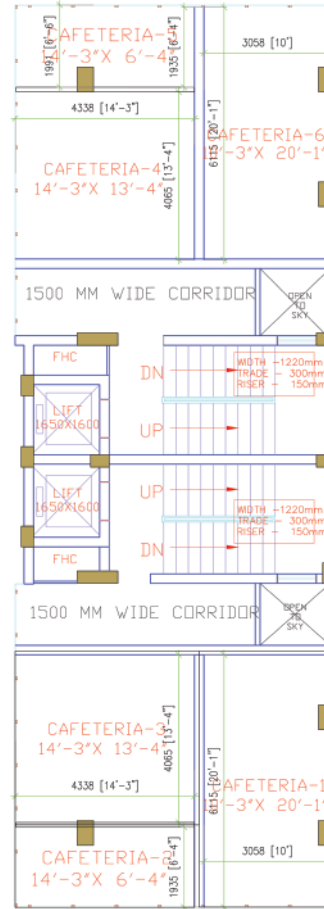 CAFETERIA-5
14'-3"X 6'-4"
1991 [6'-6"]
1935 [6'-4"]
3058 [10"]
4338 [14'-3"]
CAFETERIA-4
14'-3"X 13'-4"
4065 [13'-4"]
6115 [20'-1"]
CAFETERIA-6
-3"X 20'-1"
1500 MM WIDE CORRIDOR
OPEN
TO
SKY
FHC
DN
WIDTH -1220mm
TRADE - 300mm
RISER - 150mm
LIFT
1650X1600
UP
LIFT
1650X1600
UP
WIDTH -1220mm
TRADE - 300mm
RISER - 150mm
FHC
DN
1500 MM WIDE CORRIDOR
OPEN
TO
SKY
CAFETERIA-3
14'-3"X 13'-4"
4065 [13'-4"]
4338 [14'-3"]
6115 [20'-1"]
CAFETERIA-1
-3"X 20'-1"
CAFETERIA-2
14'-3"X 6'-4"
1935 [6'-4"]
3058 [10"]